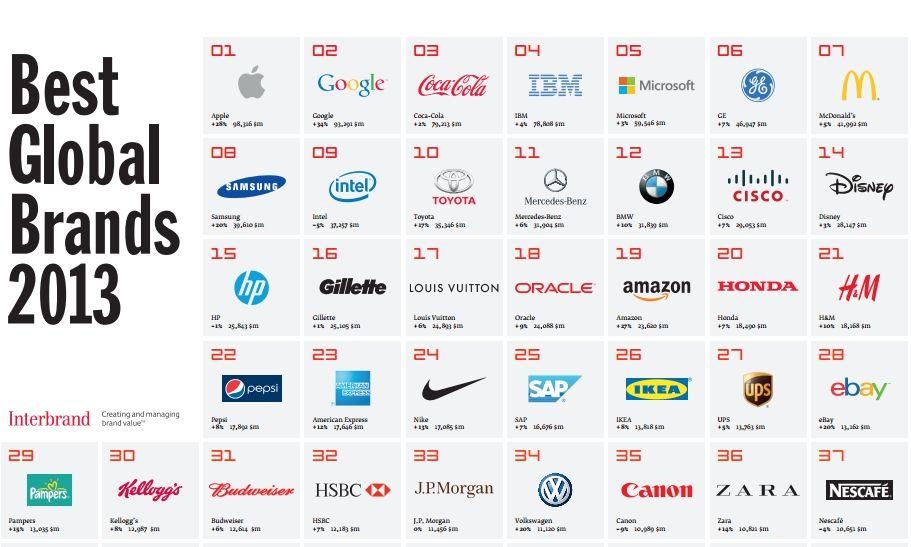 Best
Global
Brands
2013
Interbrand
Creating and managing
brand value™
01
Apple
+28% 98,316 $m
02
Google
Google
+34% 93,291 $m
03
Coca-Cola
Coca-Cola
+2% 79,213 $m
04
IBM
IBM
+4% 78,808 $m
05
Microsoft
Microsoft
+3% 59,546 $m
06
GE
GE
+7% 46,947 $m
07
M
McDonald's
+5% 41,992 $m
08
SAMSUNG
Samsung
+20% 39,610 $m
09
intel
Intel
-5% 37,257 $m
10
TOYOTA
Toyota
+17% 35,346 $m
11
Mercedes-Benz
Mercedes-Benz
+6% 31,904 $m
12
BMW
BMW
+10% 31,839 $m
13
CISCO
Cisco
+7% 29,053 $m
14
Disney
Disney
+3% 28,147 $m
15
hp
HP
-1% 25,843 $m
16
Gillette
Gillette
+1% 25,105 $m
17
LOUIS VUITTON
Louis Vuitton
+6% 24,893 $m
18
ORACLE
Oracle
+9% 24,088 $m
19
amazon
Amazon
+27% 23,620 $m
20
HONDA
Honda
+7% 18,490 $m
21
H&M
H&M
+10% 18,168 $m
22
pepsi
Pepsi
+8% 17,892 $m
23
AMERICAN
EXPRESS
American Express
+12% 17,646 $m
24
Nike
+13% 17,085 $m
25
SAP
SAP
+7% 16,676 $m
26
IKEA
IKEA
+8% 13,818 $m
27
ups
UPS
+5% 13,763 $m
28
ebay
eBay
+20% 13,162 $m
29
Pampers
Pampers
+15% 13,035 $m
30
Kellogg's
Kellogg's
+8% 12,987 $m
31
Budweiser
Budweiser
+6% 12,614 $m
32
HSBC
HSBC
+7% 12,183 $m
33
J.P.Morgan
J.P. Morgan
0% 11,456 $m
34
VW
Volkswagen
+20% 11,120 $m
35
Canon
Canon
-9% 10,989 $m
36
ZARA
Zara
+14% 10,821 $m
37
NESCAFÉ
Nescafé
-4% 10,651 $m